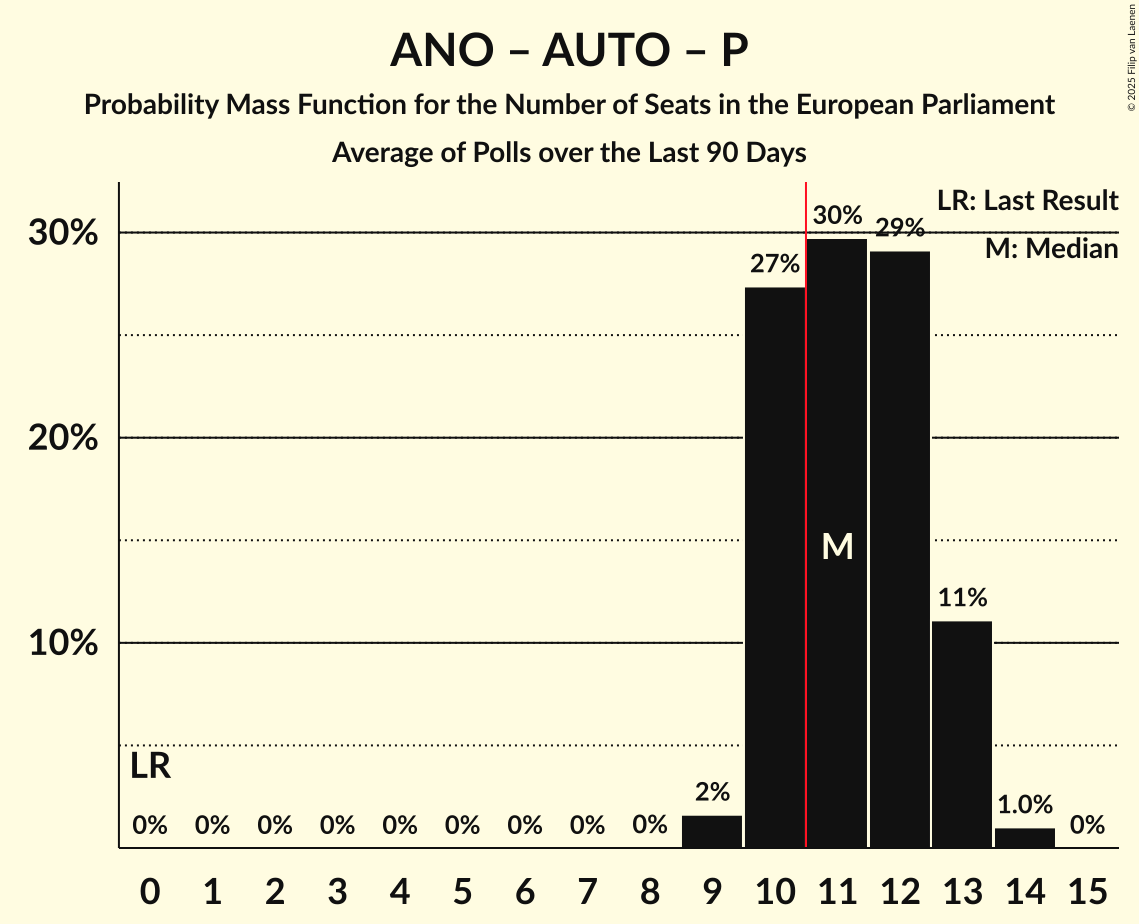 ANO – AUTO – P
Probability Mass Function for the Number of Seats in the European Parliament
Average of Polls over the Last 90 Days
© 2025 Filip van Laenen
LR: Last Result
M: Median
30%
20%
10%
30%
29%
27%
M
11%
LR
2%
1.0%
0% 0% 0% 0% 0% 0% 0% 0% 0% 0%
0 1 2 3 4 5 6 7 8 9 10 11 12 13 14 15